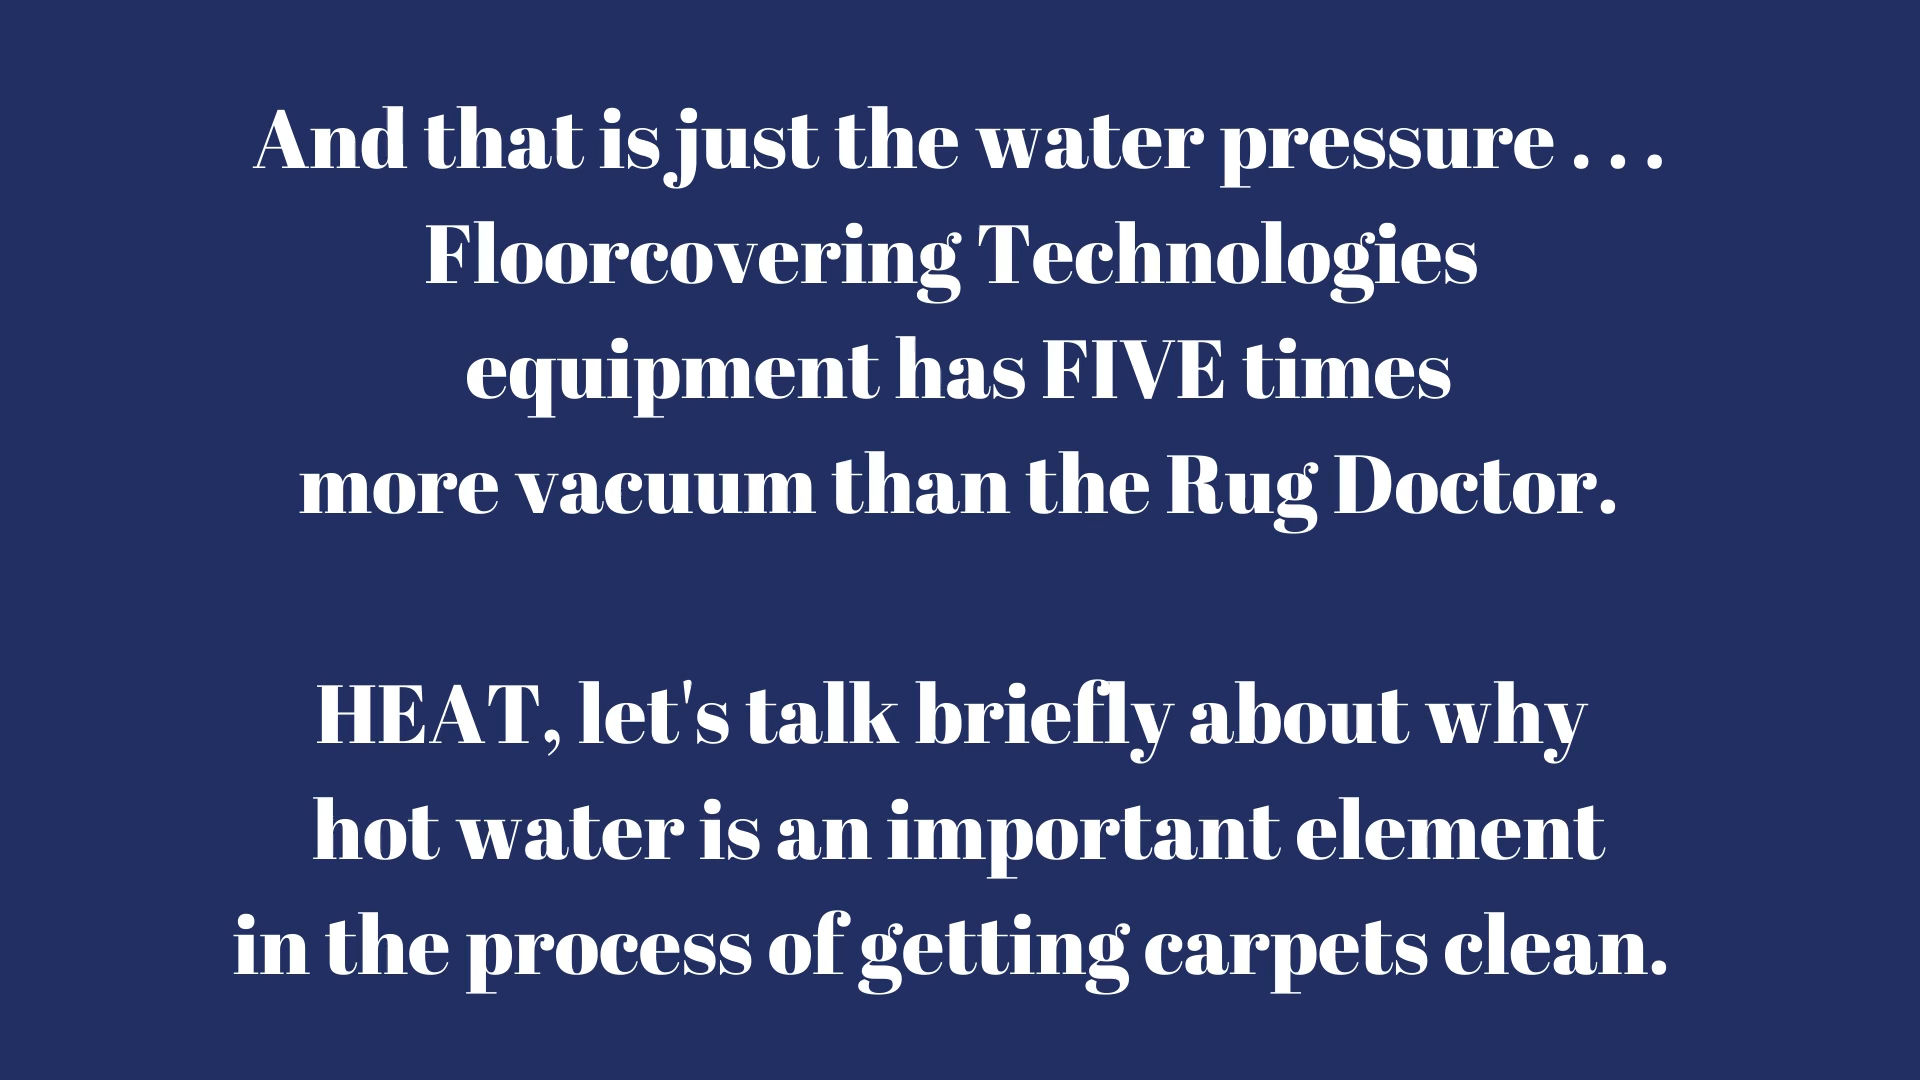 And that is just the water pressure . . .
Floorcovering Technologies
equipment has FIVE times
more vacuum than the Rug Doctor.
HEAT, let's talk briefly about why
hot water is an important element
in the process of getting carpets clean.